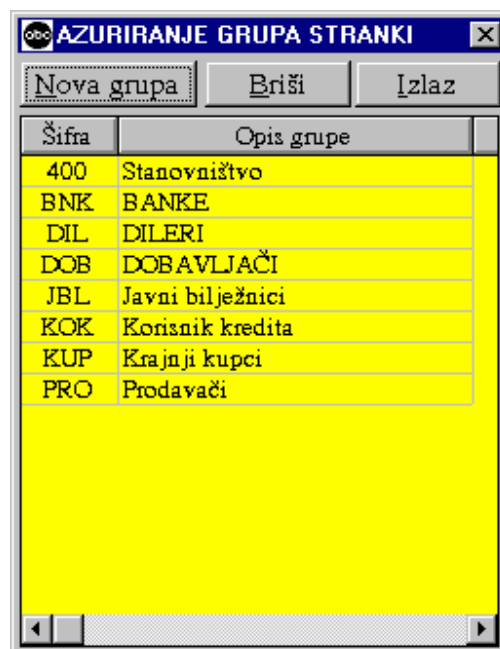 abc AZURIRANJE GRUPA STRANKI
Nova grupa Briši Izlaz
Šifra Opis grupe
400 Stanovništvo
BNK BANKE
DIL DILERI
DOB DOBAVLJAČI
JBL Javni bilježnici
KOK Korisnik kredita
KUP Krajnji kupci
PRO Prodavači